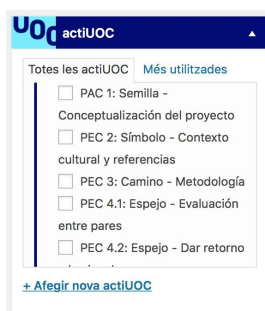 UOC actiUOC
Totes les actiUOC Més utilitzades
PAC 1: Semilla -
Conceptualización del proyecto
PEC 2: Símbolo - Contexto
cultural y referencias
PEC 3: Camino - Metodología
PEC 4.1: Espejo - Evaluación
entre pares
PEC 4.2: Espejo - Dar retorno
+ Afegir nova actiUOC